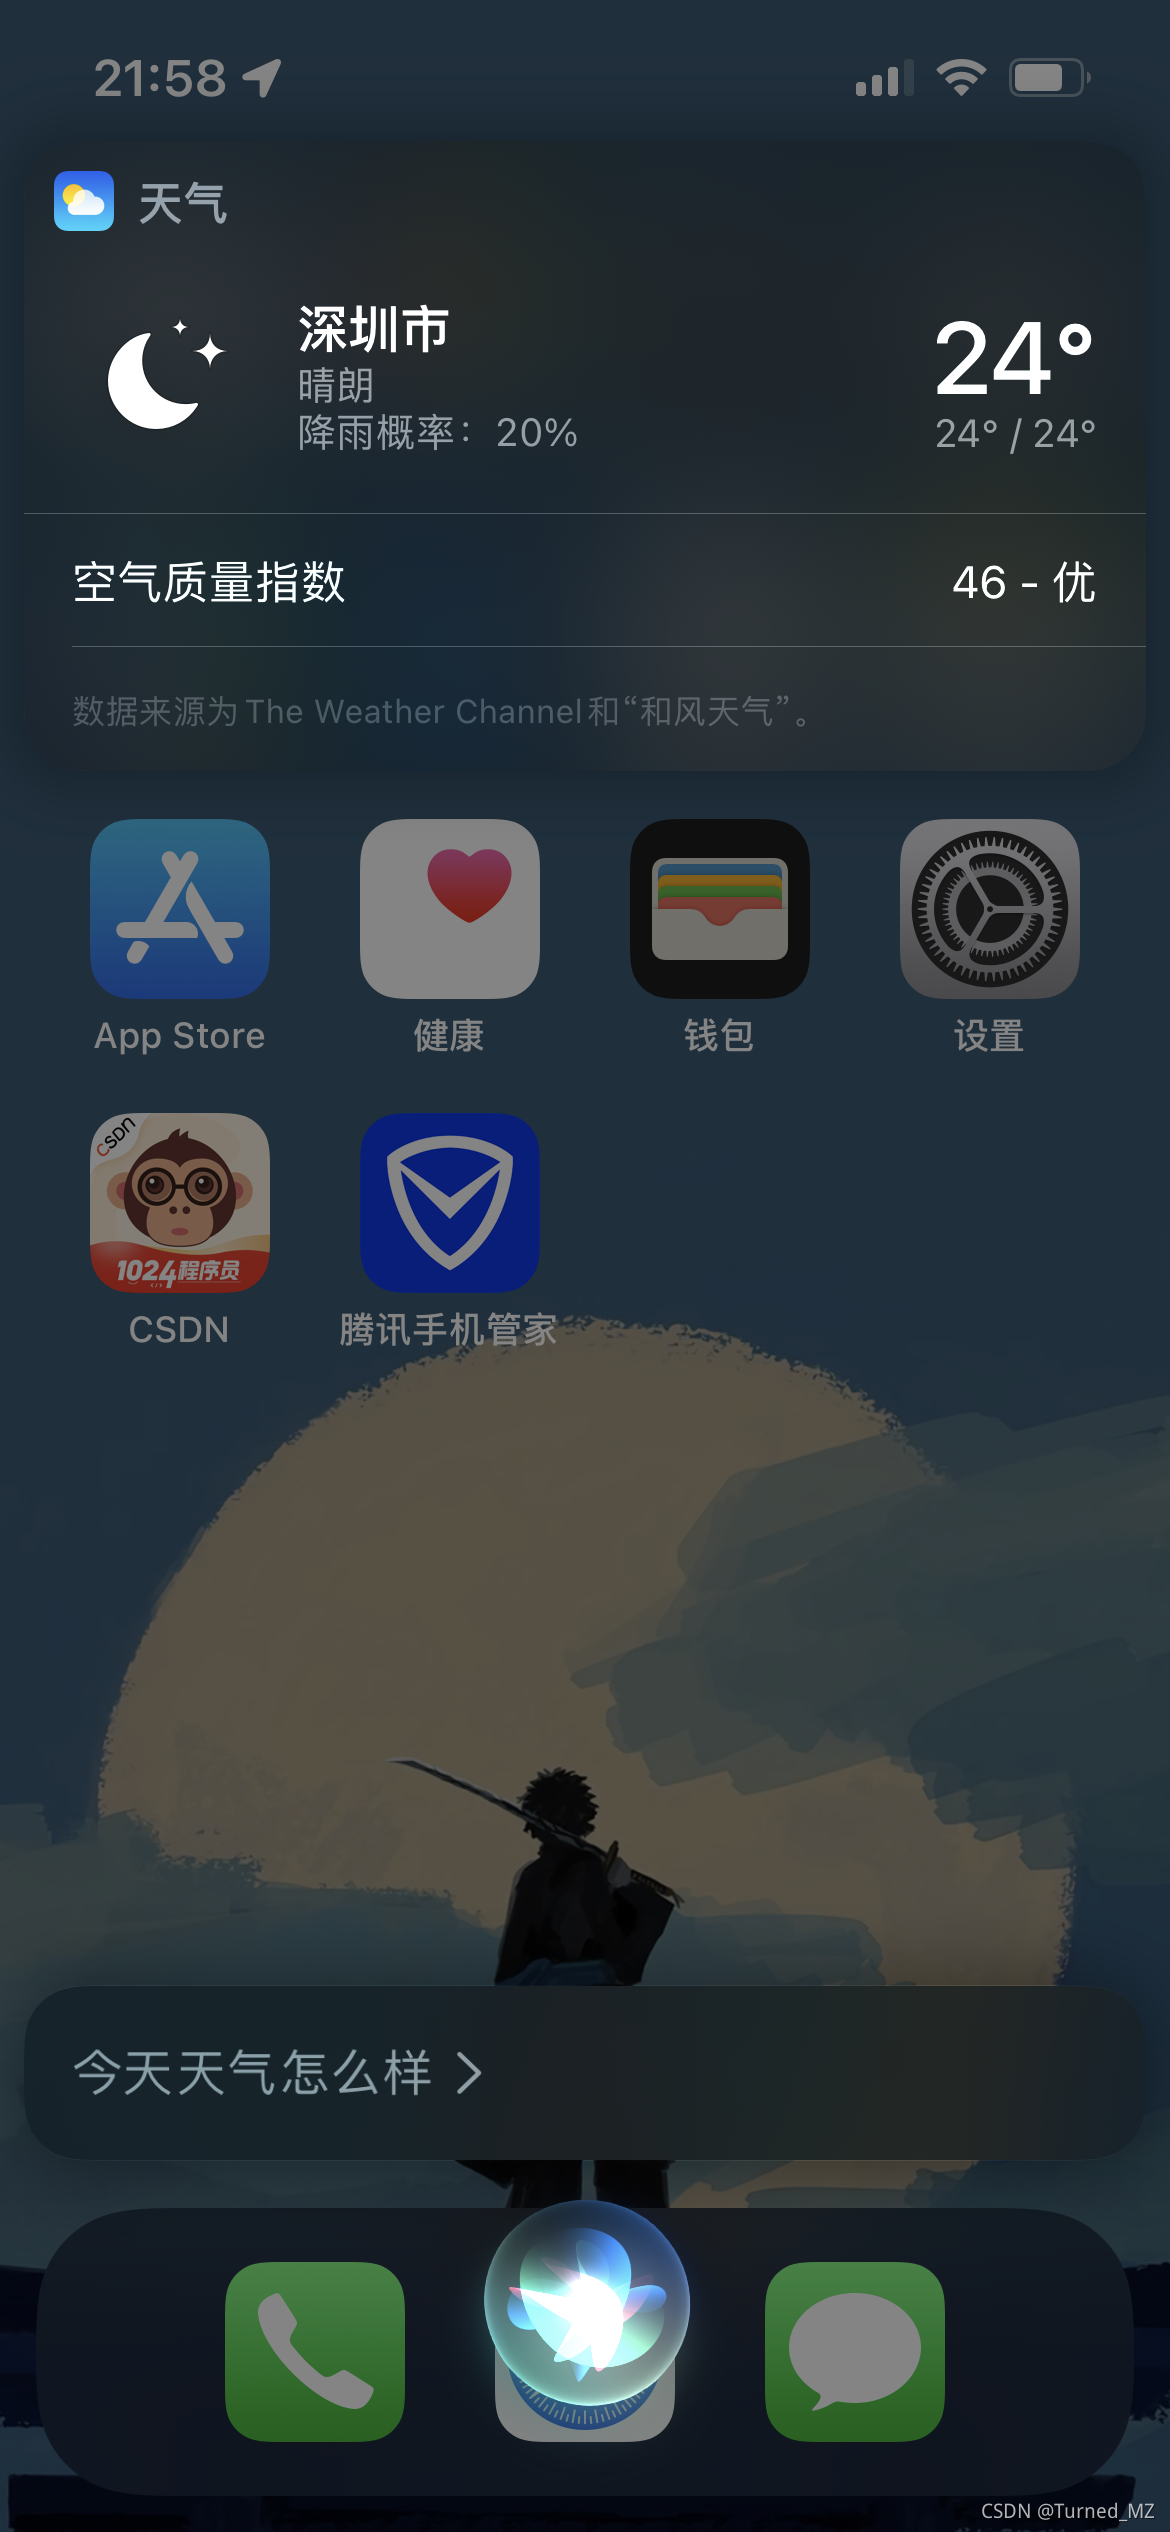 21:58
天气
深圳市
晴朗
降雨概率：20%
24°
24° / 24°
空气质量指数
46 - 优
数据来源为 The Weather Channel 和“和风天气”。
App Store
健康
钱包
设置
CSDN
1024程序员
CSDN
腾讯手机管家
今天天气怎么样
CSDN @Turned_MZ